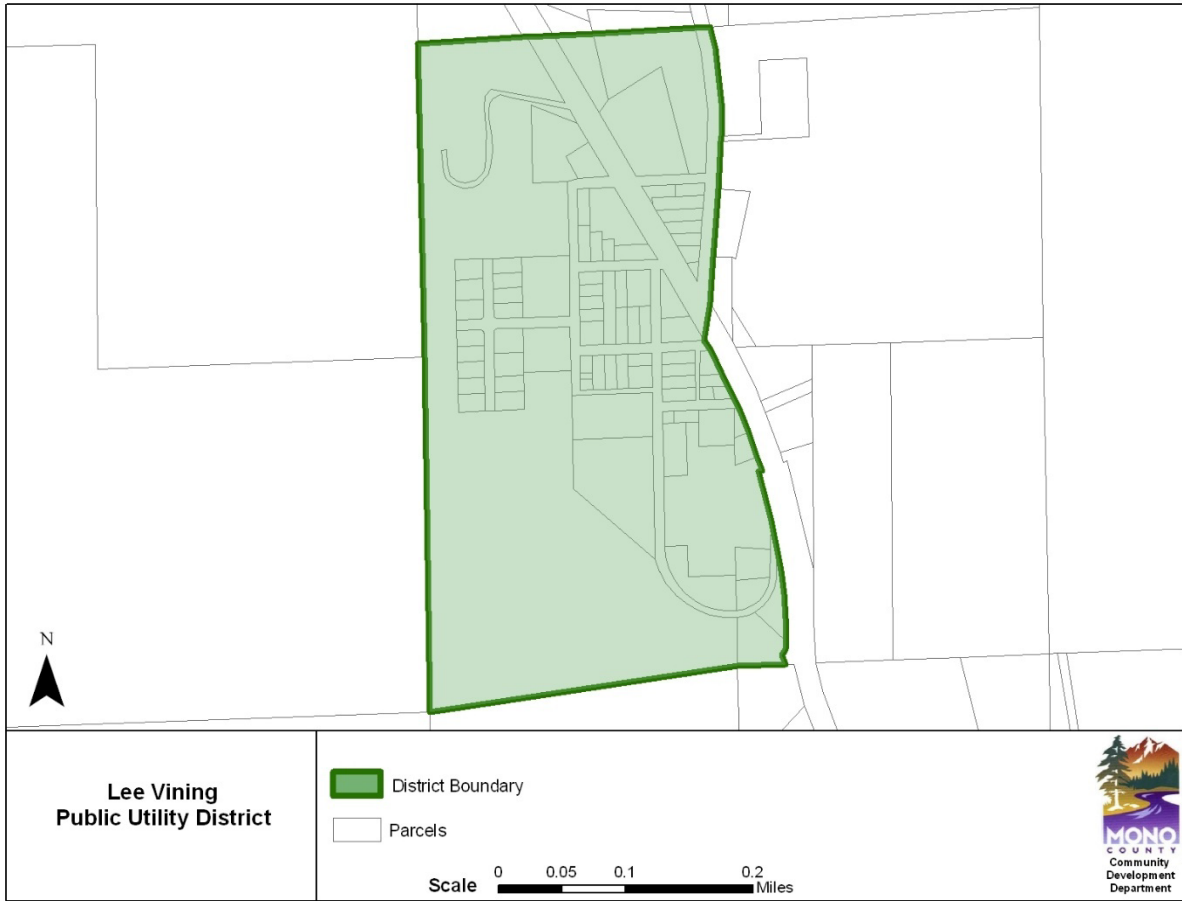 N
Lee Vining
Public Utility District
District Boundary
Parcels
Scale
0 0.05 0.1 0.2
Miles
MONO
COUNTY
Community
Development
Department